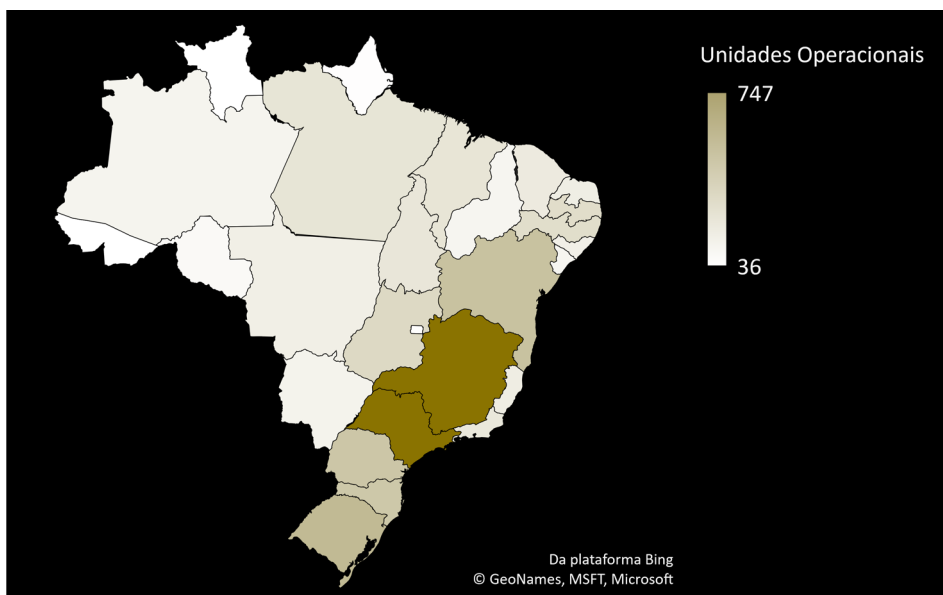 Unidades Operacionais
747
36
Da plataforma Bing
© GeoNames, MSFT, Microsoft